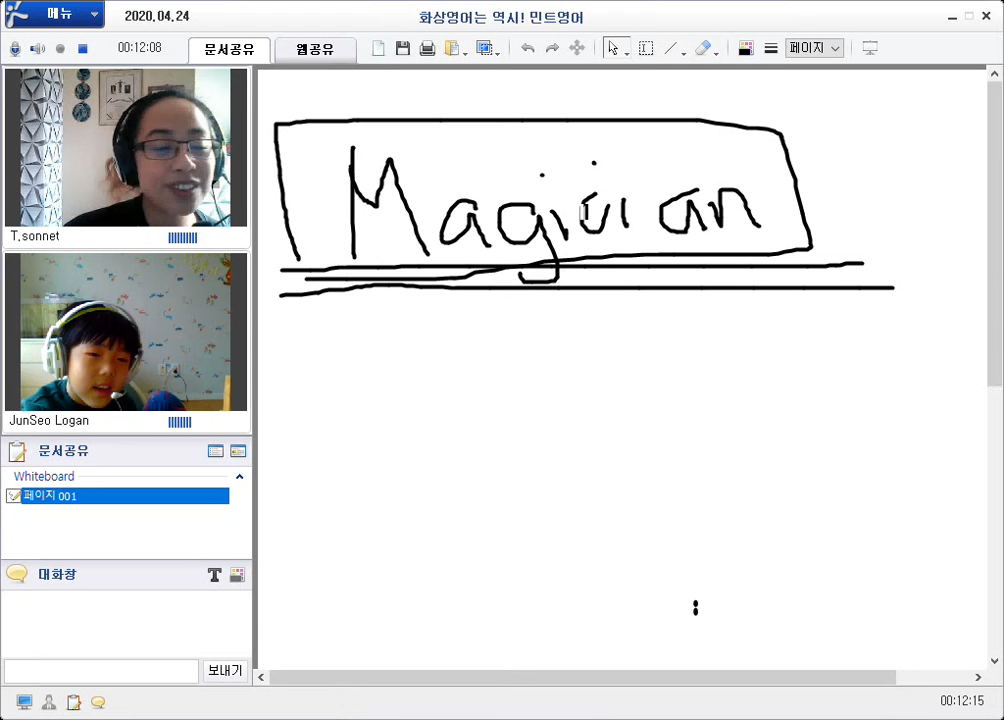 메뉴 2020.04.24 화상영어는 역시! 민트영어
00:12:08 문서공유 웹공유 페이지
Magician
T.sonnet
JunSeo Logan
문서공유
Whiteboard
페이지 001
대화창
보내기
00:12:15